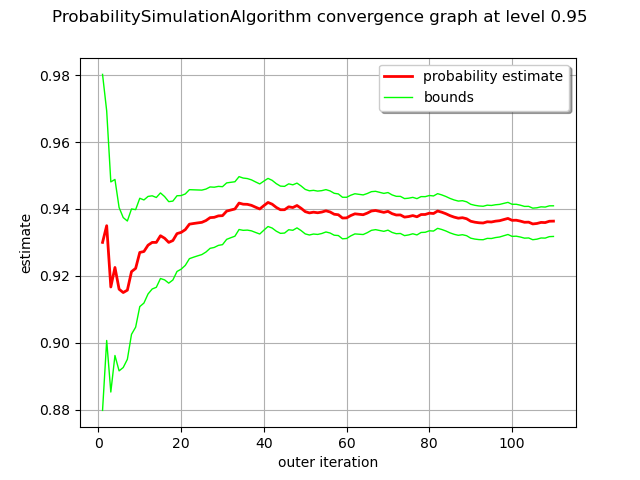 ProbabilitySimulationAlgorithm convergence graph at level 0.95
probability estimate
bounds
0.98
0.96
0.94
0.92
0.90
0.88
estimate
0
20
40
60
80
100
outer iteration